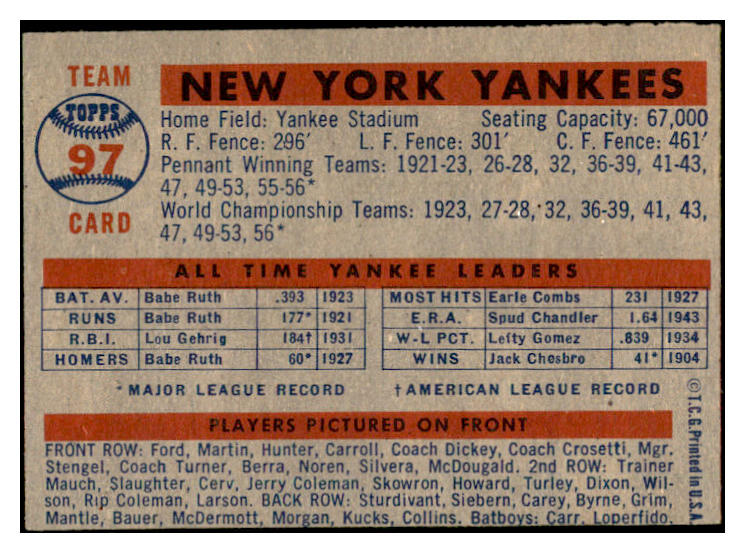 TEAM
TOPPS
97
CARD
NEW YORK YANKEES
Home Field: Yankee Stadium Seating Capacity: 67,000
R. F. Fence: 296′ L. F. Fence: 301′ C. F. Fence: 461′
Pennant Winning Teams: 1921-23, 26-28, 32, 36-39, 41-43,
47, 49-53, 55-56*
World Championship Teams: 1923, 27-28, 32, 36-39, 41, 43,
47, 49-53, 56*
ALL TIME YANKEE LEADERS
BAT. AV. Babe Ruth .393 1923 MOST HITS Earle Combs 231 1927
RUNS Babe Ruth 177* 1921 E.R.A. Spud Chandler 1.64 1943
R.B.I. Lou Gehrig 184† 1931 W-L PCT. Lefty Gomez .839 1934
HOMERS Babe Ruth 60* 1927 WINS Jack Chesbro 41* 1904
*MAJOR LEAGUE RECORD †AMERICAN LEAGUE RECORD
PLAYERS PICTURED ON FRONT
FRONT ROW: Ford, Martin, Hunter, Carroll, Coach Dickey, Coach Crosetti, Mgr.
Stengel, Coach Turner, Berra, Noren, Silvera, McDougald. 2ND ROW: Trainer
Mauch, Slaughter, Cerv, Jerry Coleman, Skowron, Howard, Turley, Dixon, Wil-
son, Rip Coleman, Larson. BACK ROW: Sturdivant, Siebern, Carey, Byrne, Grim,
Mantle, Bauer, McDermott, Morgan, Kucks, Collins. Batboys: Carr, Loperfido.
©T.C.G. Printed in U.S.A.